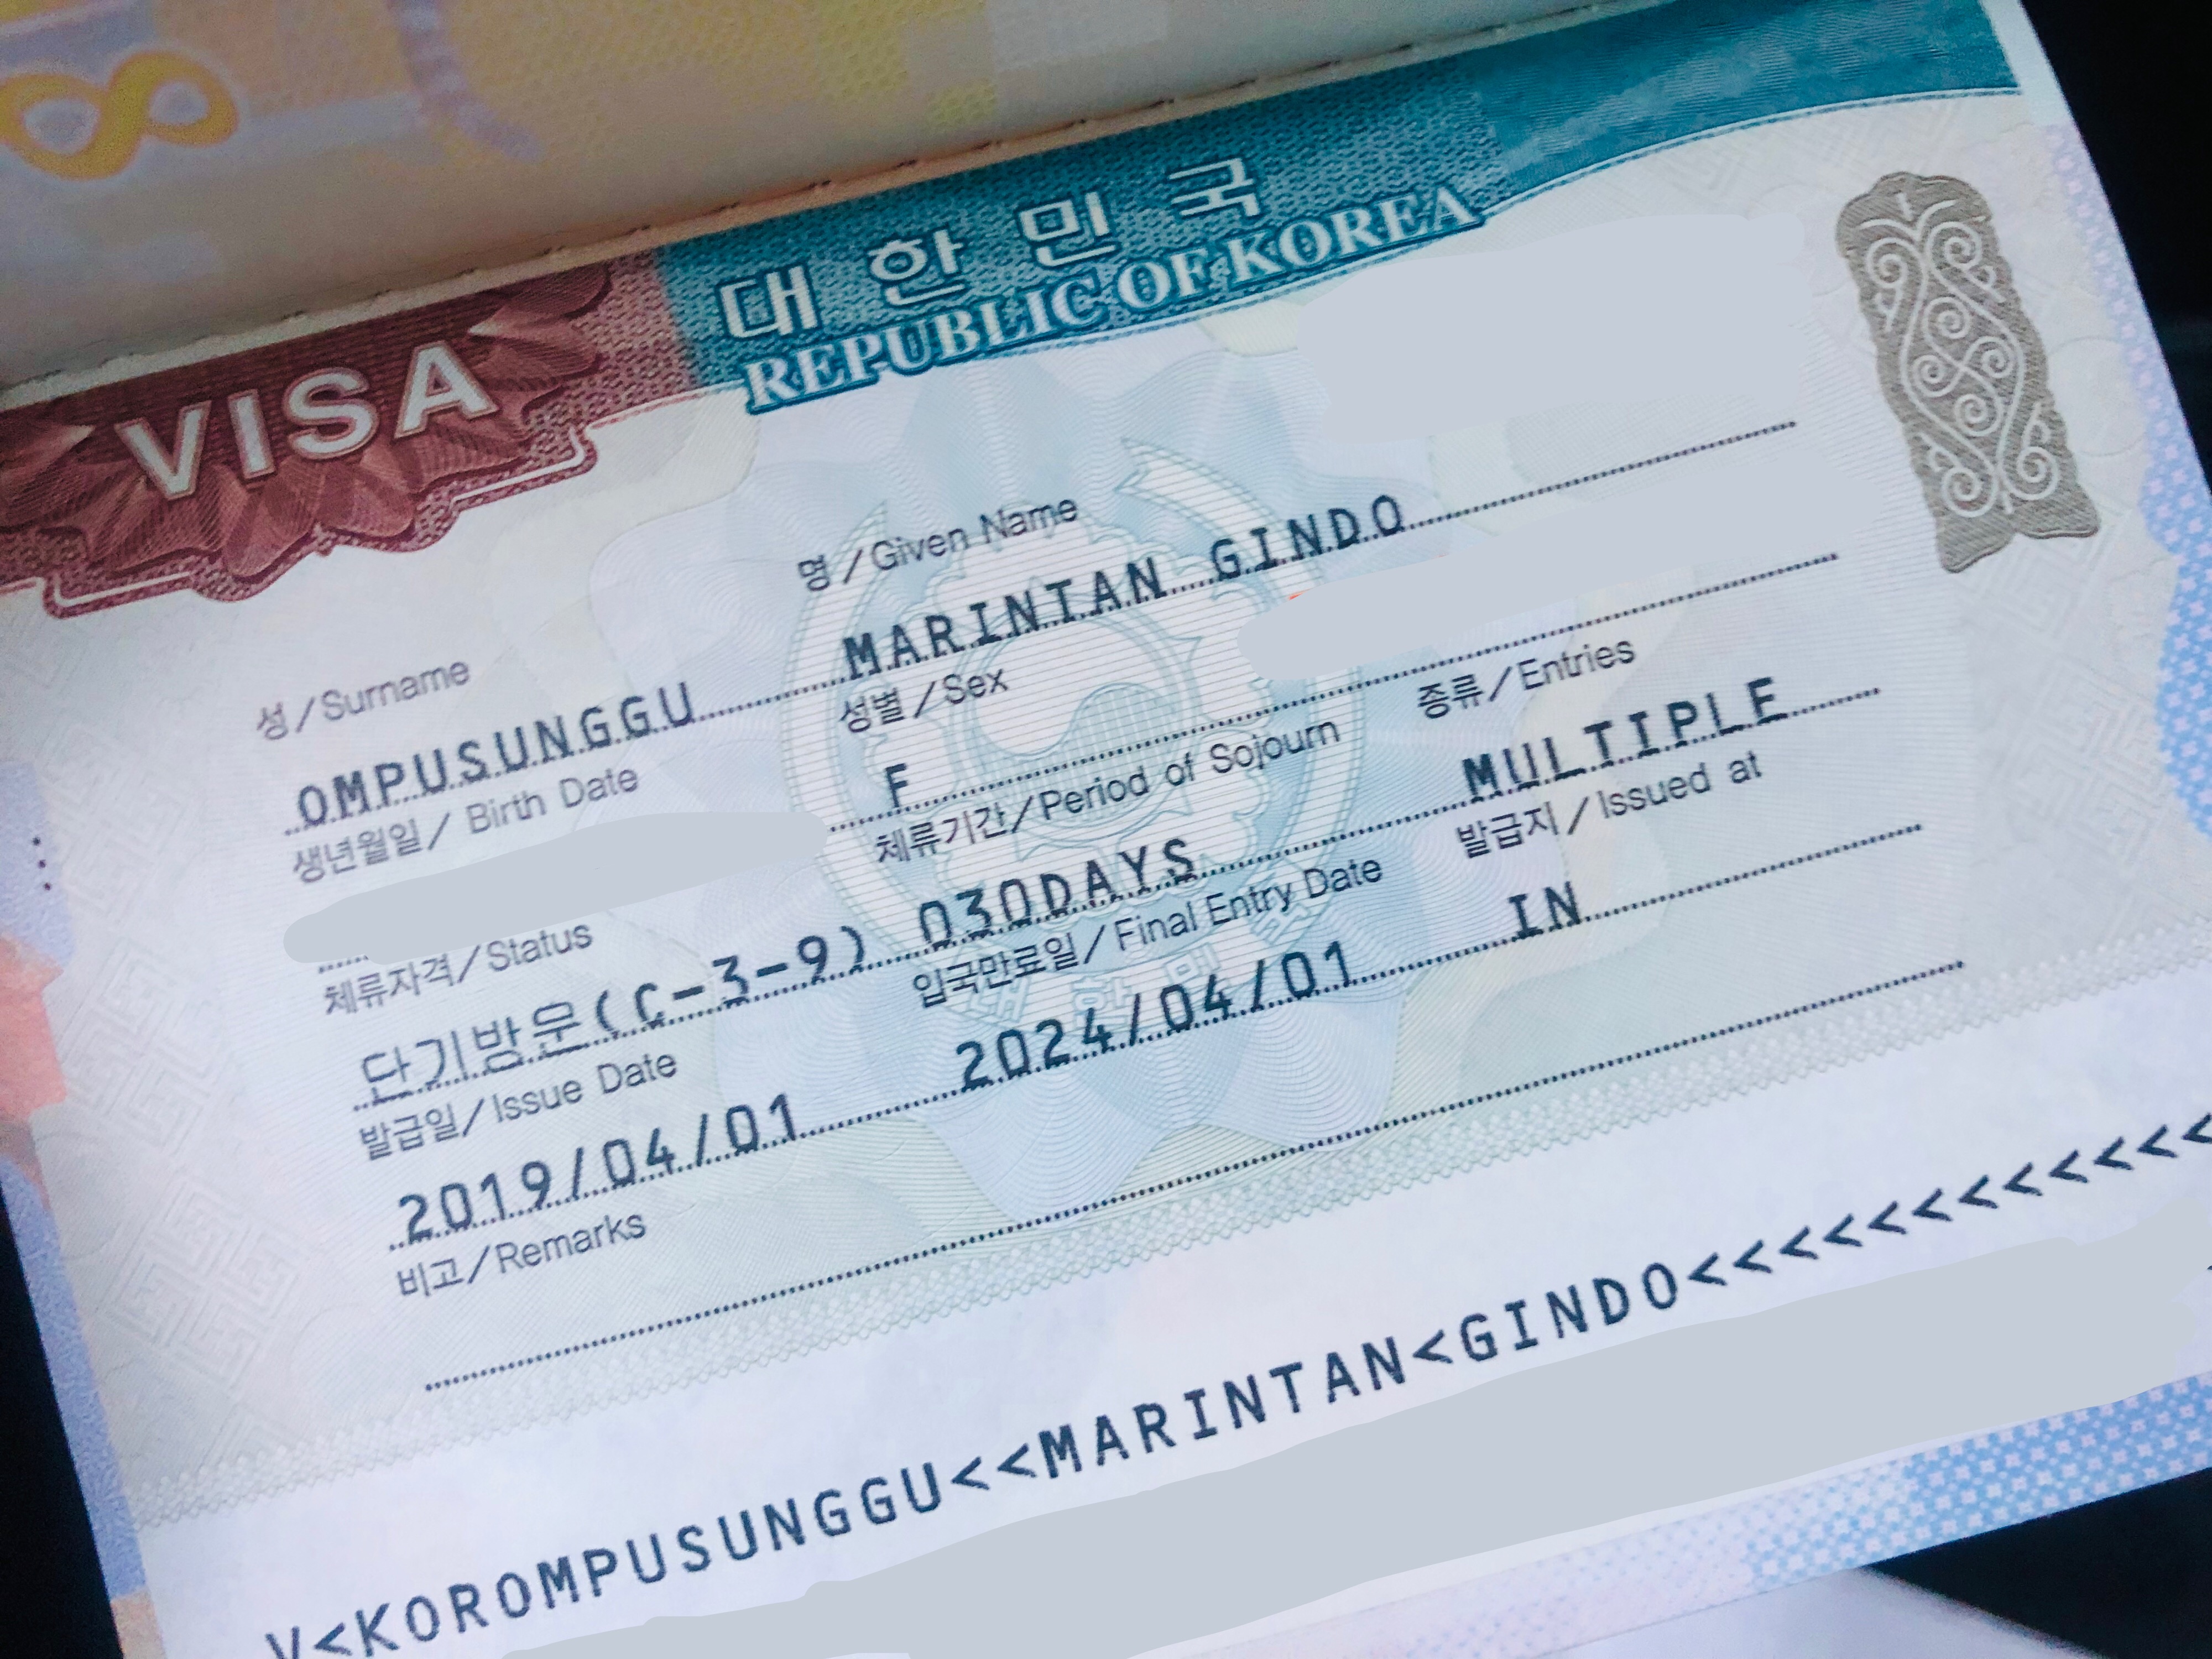 8
대한민국
VISA
REPUBLIC OF KOREA
명/Given Name
MARINTAN GINDO
성/Surname
OMPUSUNGGU
성별/Sex
F
종류/Entries
MULTIPLE
생년월일/Birth Date
체류기간/Period of Sojourn
030DAYS
발급지/Issued at
IN
체류자격/Status
단기방문(C-3-9)
입국만료일/Final Entry Date
2024/04/01
발급일/Issue Date
2019/04/01
비고/Remarks
V<KOROMPUSUNGGU<<MARINTAN<GINDO<<<<<<<<<<<<